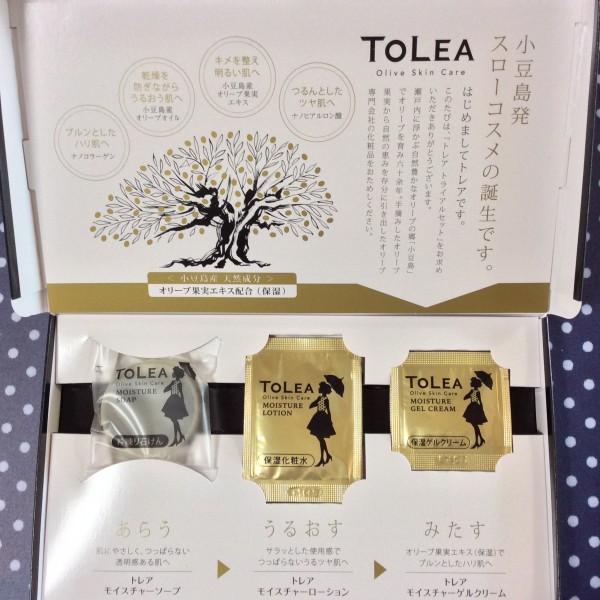 小豆島発
スローコスメの誕生です。
TOLEA
Olive Skin Care
はじめましてトレアです。
このたびは、「トレア トライアルセット」をお求め
いただきありがとうございます。
瀬戸内に浮かぶ自然豊かなオリーブの郷「小豆島」
でオリーブを育み六十余年。手摘みしたオリーブ
果実から自然の恵みを存分に引き出したオリーブ
専門会社の化粧品をおためしください。
つるんとした
ツヤ肌へ
ナノヒアルロン酸
キメを整え
明るい肌へ
小豆島産
オリーブ果実
エキス
乾燥を
防ぎながら
うるおう肌へ
小豆島産
オリーブオイル
プルンとした
ハリ肌へ
ナノコラーゲン
＜ 小豆島産 天然成分 ＞
オリーブ果実エキス配合(保湿)
TOLEA
Olive Skin Care
MOISTURE
SOAP
枠練り石けん
TOLEA
Olive Skin Care
MOISTURE
LOTION
保湿化粧水
TOLEA
Olive Skin Care
MOISTURE
GEL CREAM
保湿ゲルクリーム
あらう
肌にやさしく、つっぱらない
透明感ある肌へ
トレア
モイスチャーソープ
うるおす
サラッとした使用感で
つっぱらないうるツヤ肌へ
トレア
モイスチャーローション
みたす
オリーブ果実エキス(保湿)で
プルンとしたハリ肌へ
トレア
モイスチャーゲルクリーム